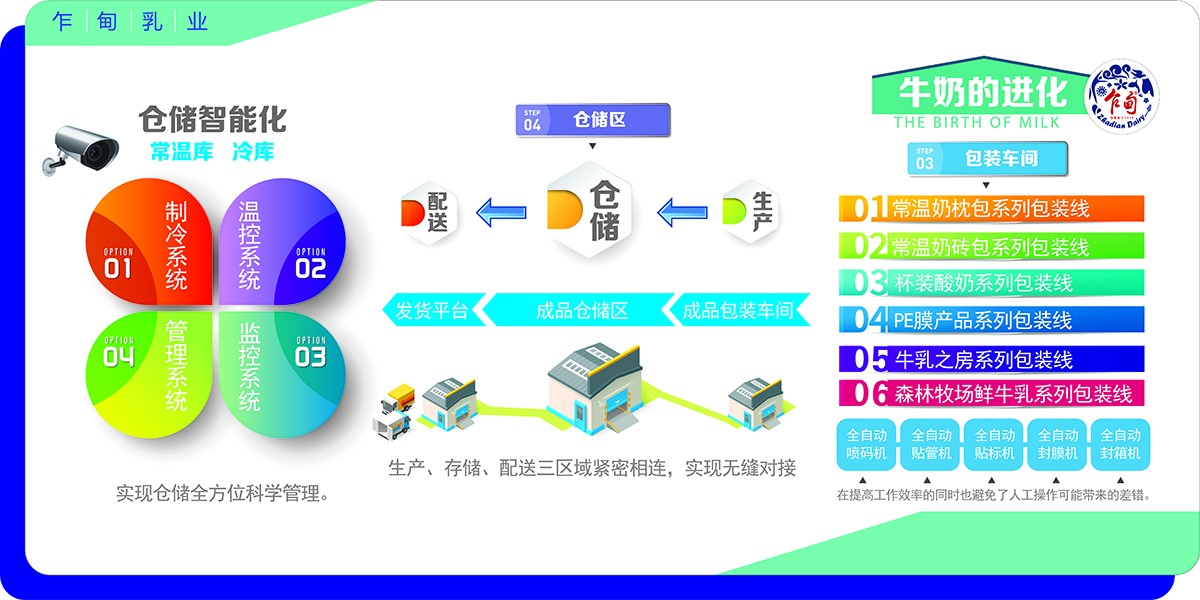 乍甸乳业
仓储智能化
常温库 冷库
制冷系统
OPTION
01
温控系统
OPTION
02
OPTION
04
管理系统
监控系统
OPTION
03
实现仓储全方位科学管理。
STEP
04
仓储区
配送
仓储
生产
发货平台
成品仓储区
成品包装车间
生产、存储、配送三区域紧密相连，实现无缝对接
牛奶的进化
THE BIRTH OF MILK
乍甸
Zhadian Dairy
STEP
03
包装车间
01 常温奶枕包系列包装线
02 常温奶砖包系列包装线
03 杯装酸奶系列包装线
04 PE膜产品系列包装线
05 牛乳之房系列包装线
06 森林牧场鲜牛乳系列包装线
全自动
喷码机
全自动
贴管机
全自动
贴标机
全自动
封膜机
全自动
封箱机
在提高工作效率的同时也避免了人工操作可能带来的差错。